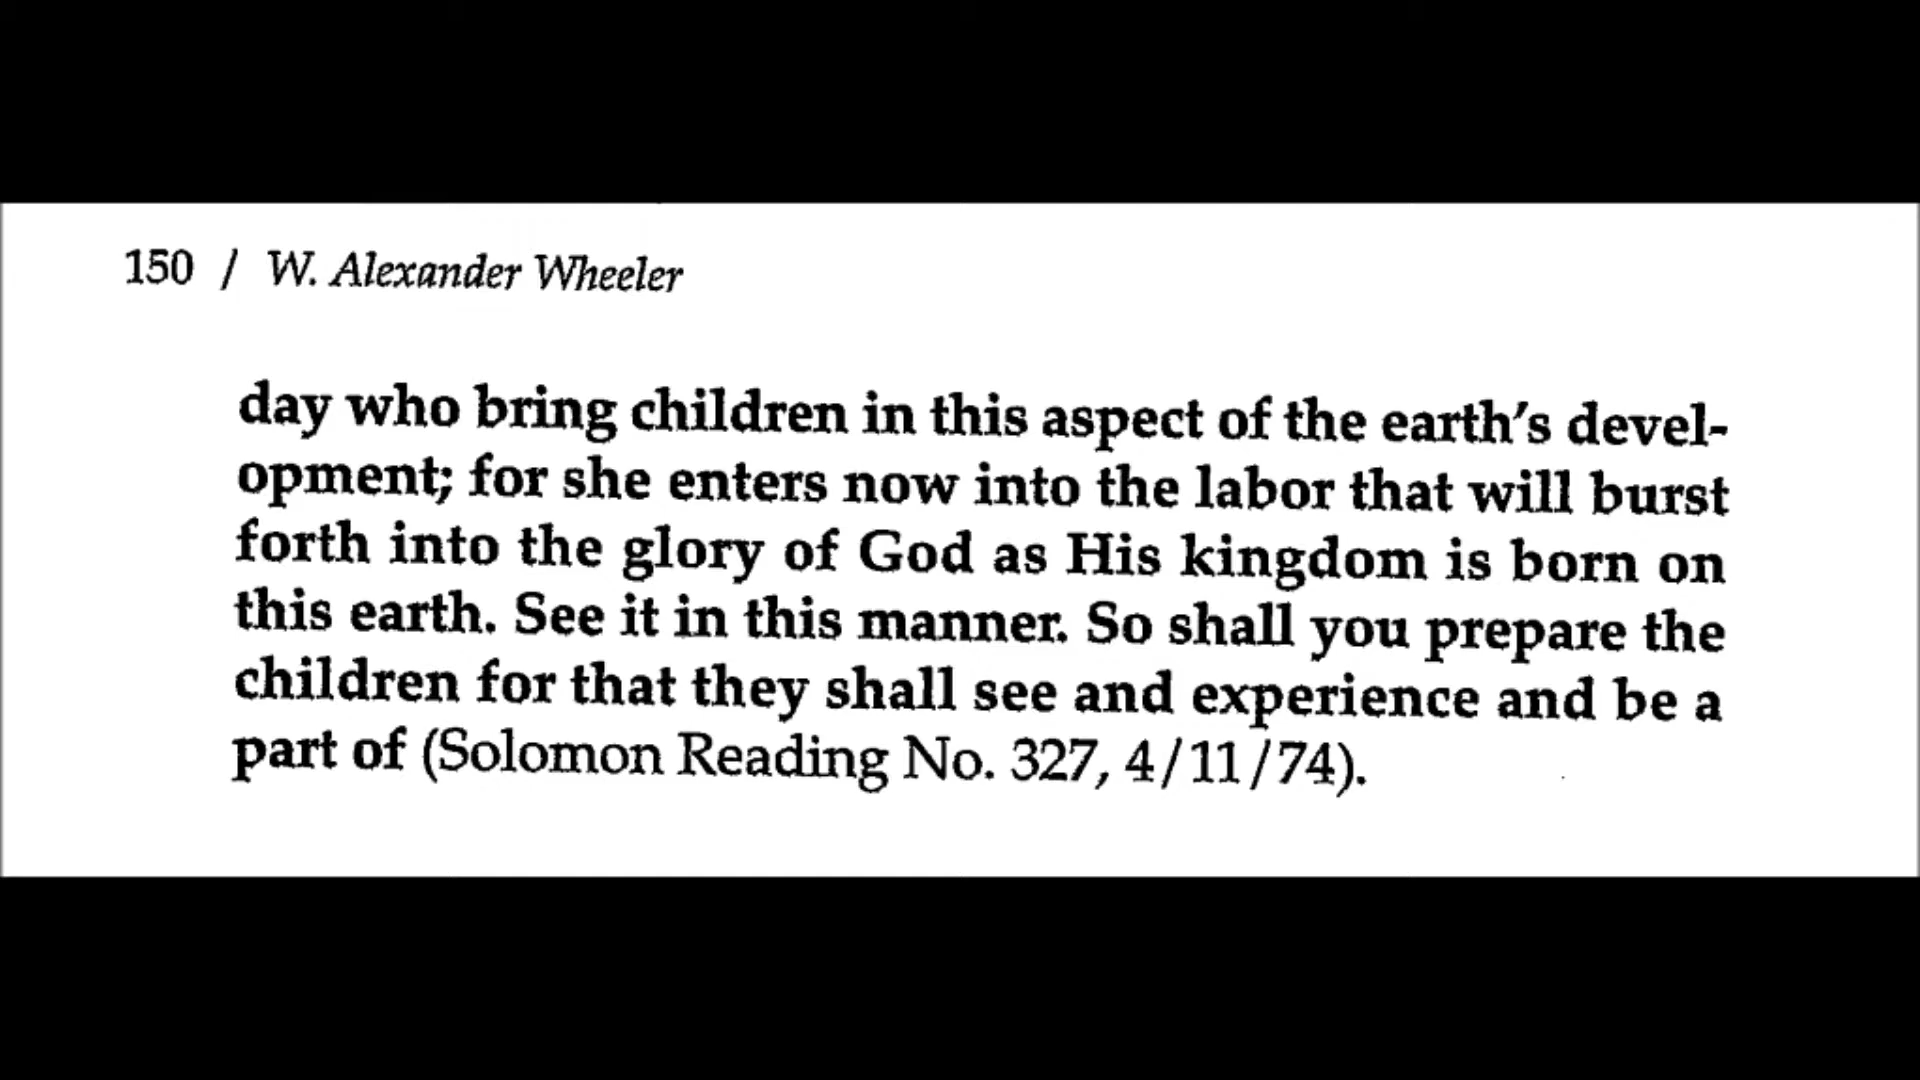 150 / W. Alexander Wheeler
day who bring children in this aspect of the earth's devel-
opment; for she enters now into the labor that will burst
forth into the glory of God as His kingdom is born on
this earth. See it in this manner. So shall you prepare the
children for that they shall see and experience and be a
part of (Solomon Reading No. 327, 4/11/74).